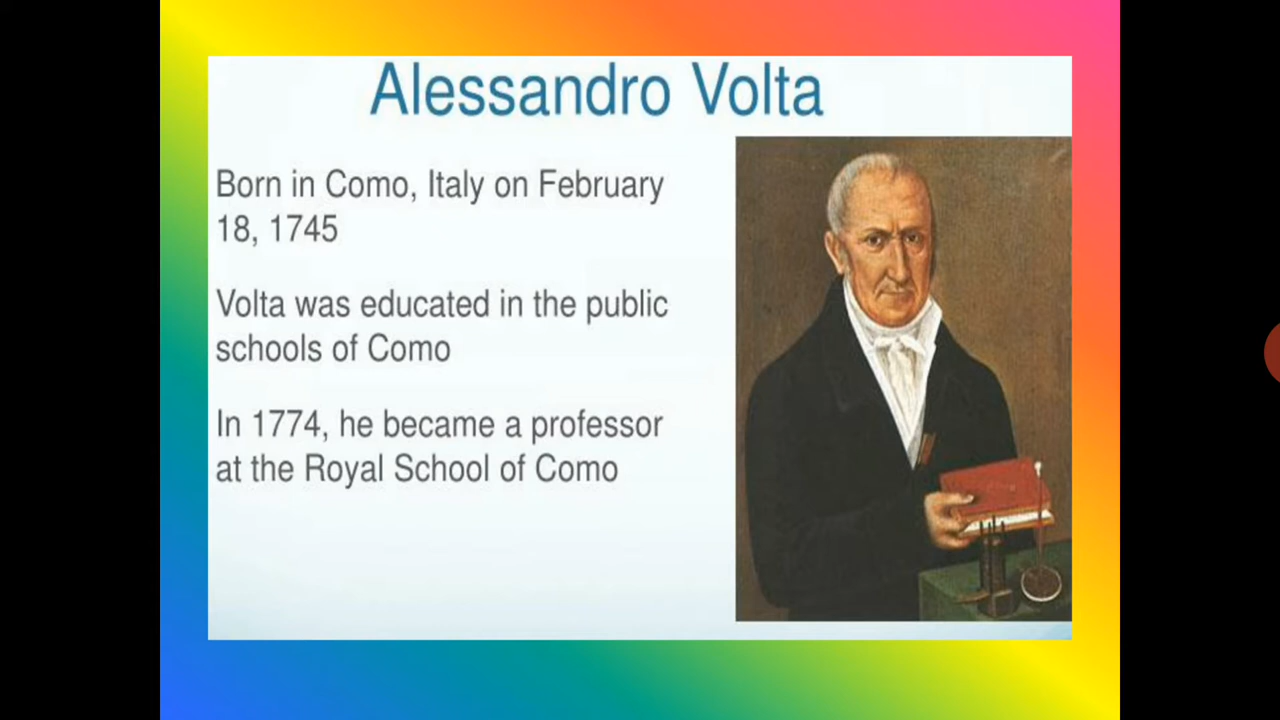 Alessandro Volta
Born in Como, Italy on February
18, 1745
Volta was educated in the public
schools of Como
In 1774, he became a professor
at the Royal School of Como